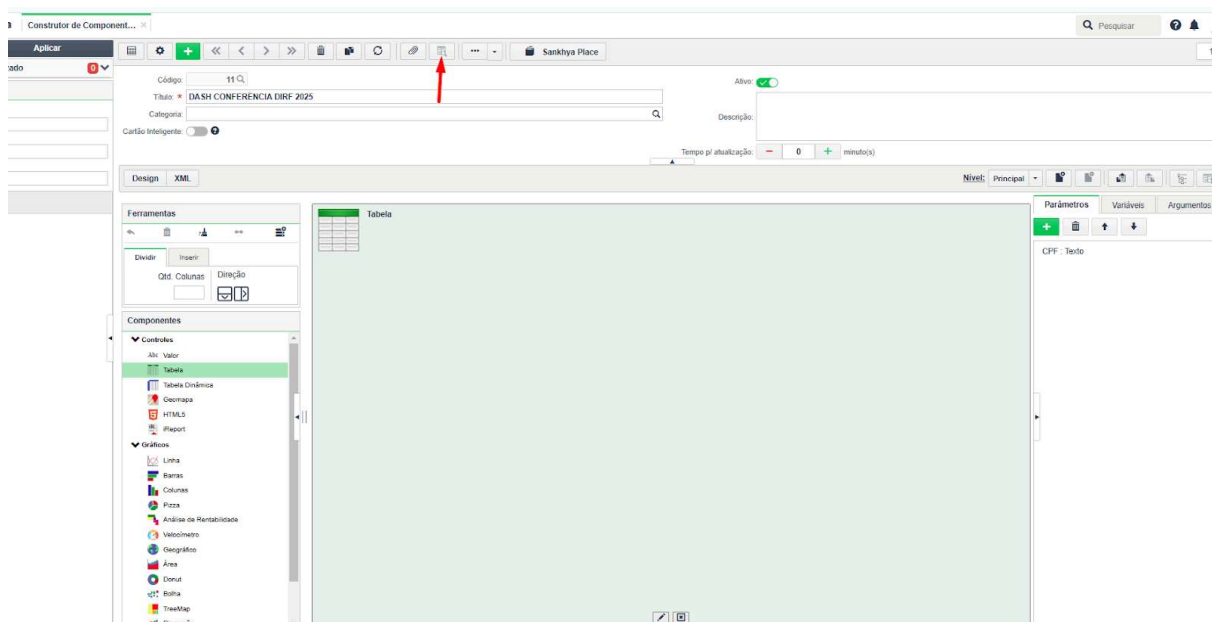 Construtor de Component... ×
Pesquisar
Aplicar
Sankhya Place
0
Código: 11
Ativo:
Título: * DASH CONFERENCIA DIRF 2025
Categoria:
Descrição:
Cartão Inteligente:
Tempo p/ atualização: 0 minuto(s)
Design XML
Nível: Principal
Ferramentas
Tabela
Parâmetros Variáveis Argumentos
Dividir Inserir
CPF : Texto
Qtd. Colunas Direção
Componentes
Controles
Abc Valor
Tabela
Tabela Dinâmica
Geomapa
HTML5
iReport
Gráficos
Linha
Barras
Colunas
Pizza
Análise de Rentabilidade
Velocímetro
Geográfico
Área
Donut
Bolha
TreeMap